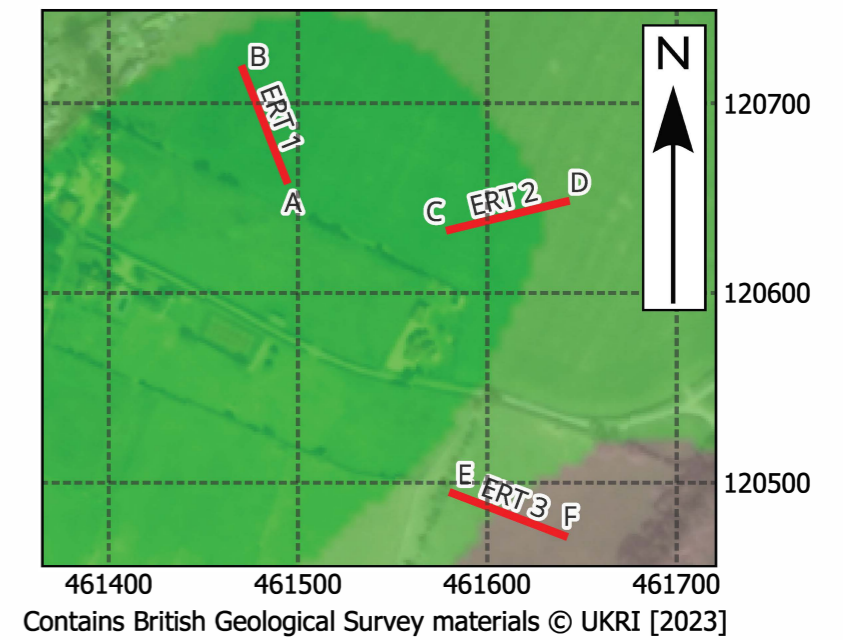 B
N
ERT 1
120700
A
C
ERT 2
D
120600
E
ERT 3
F
120500
461400
461500
461600
461700
Contains British Geological Survey materials © UKRI [2023]